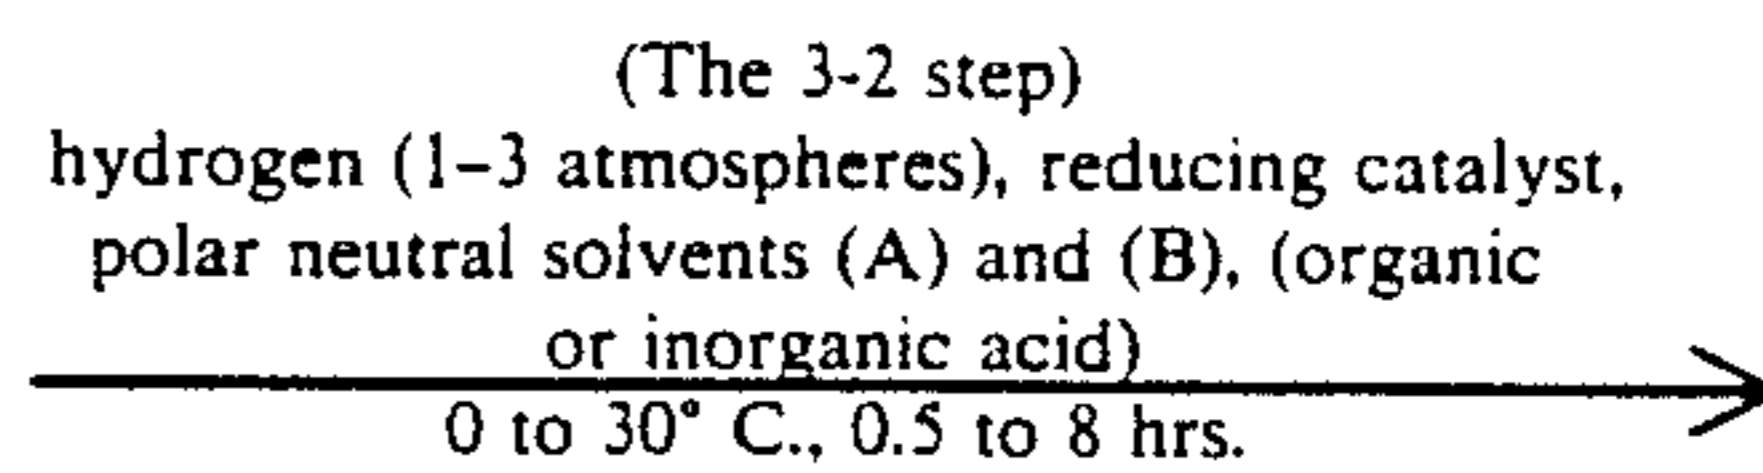 (The 3-2 step)
hydrogen (1–3 atmospheres), reducing catalyst,
polar neutral solvents (A) and (B), (organic
or inorganic acid)
0 to 30° C., 0.5 to 8 hrs.